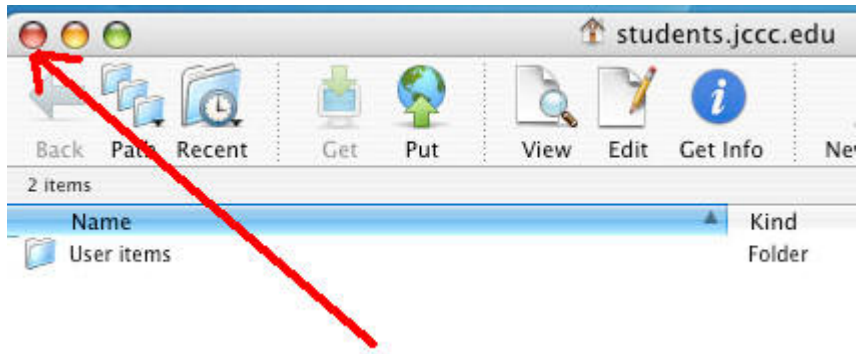 students.jccc.edu
Back Path Recent Get Put View Edit Get Info Nev
2 items
Name Kind
User items Folder